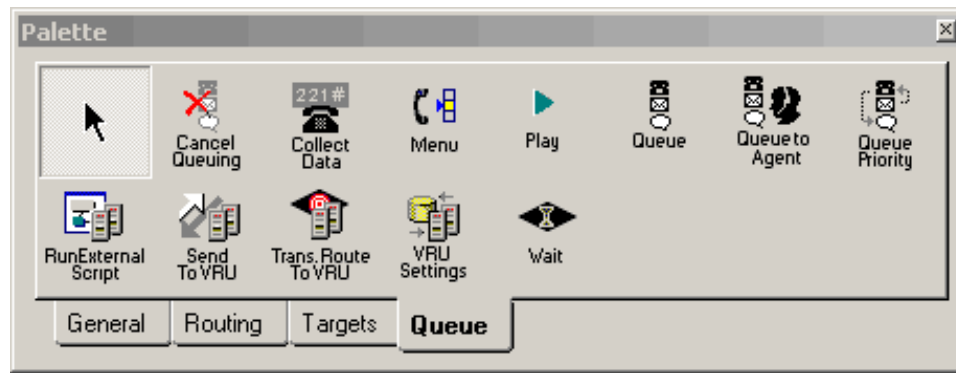 Palette
221#
Cancel
Queuing
Collect
Data
Menu
Play
Queue
Queue to
Agent
Queue
Priority
RunExternal
Script
Send
To VRU
Trans. Route
To VRU
VRU
Settings
Wait
General
Routing
Targets
Queue